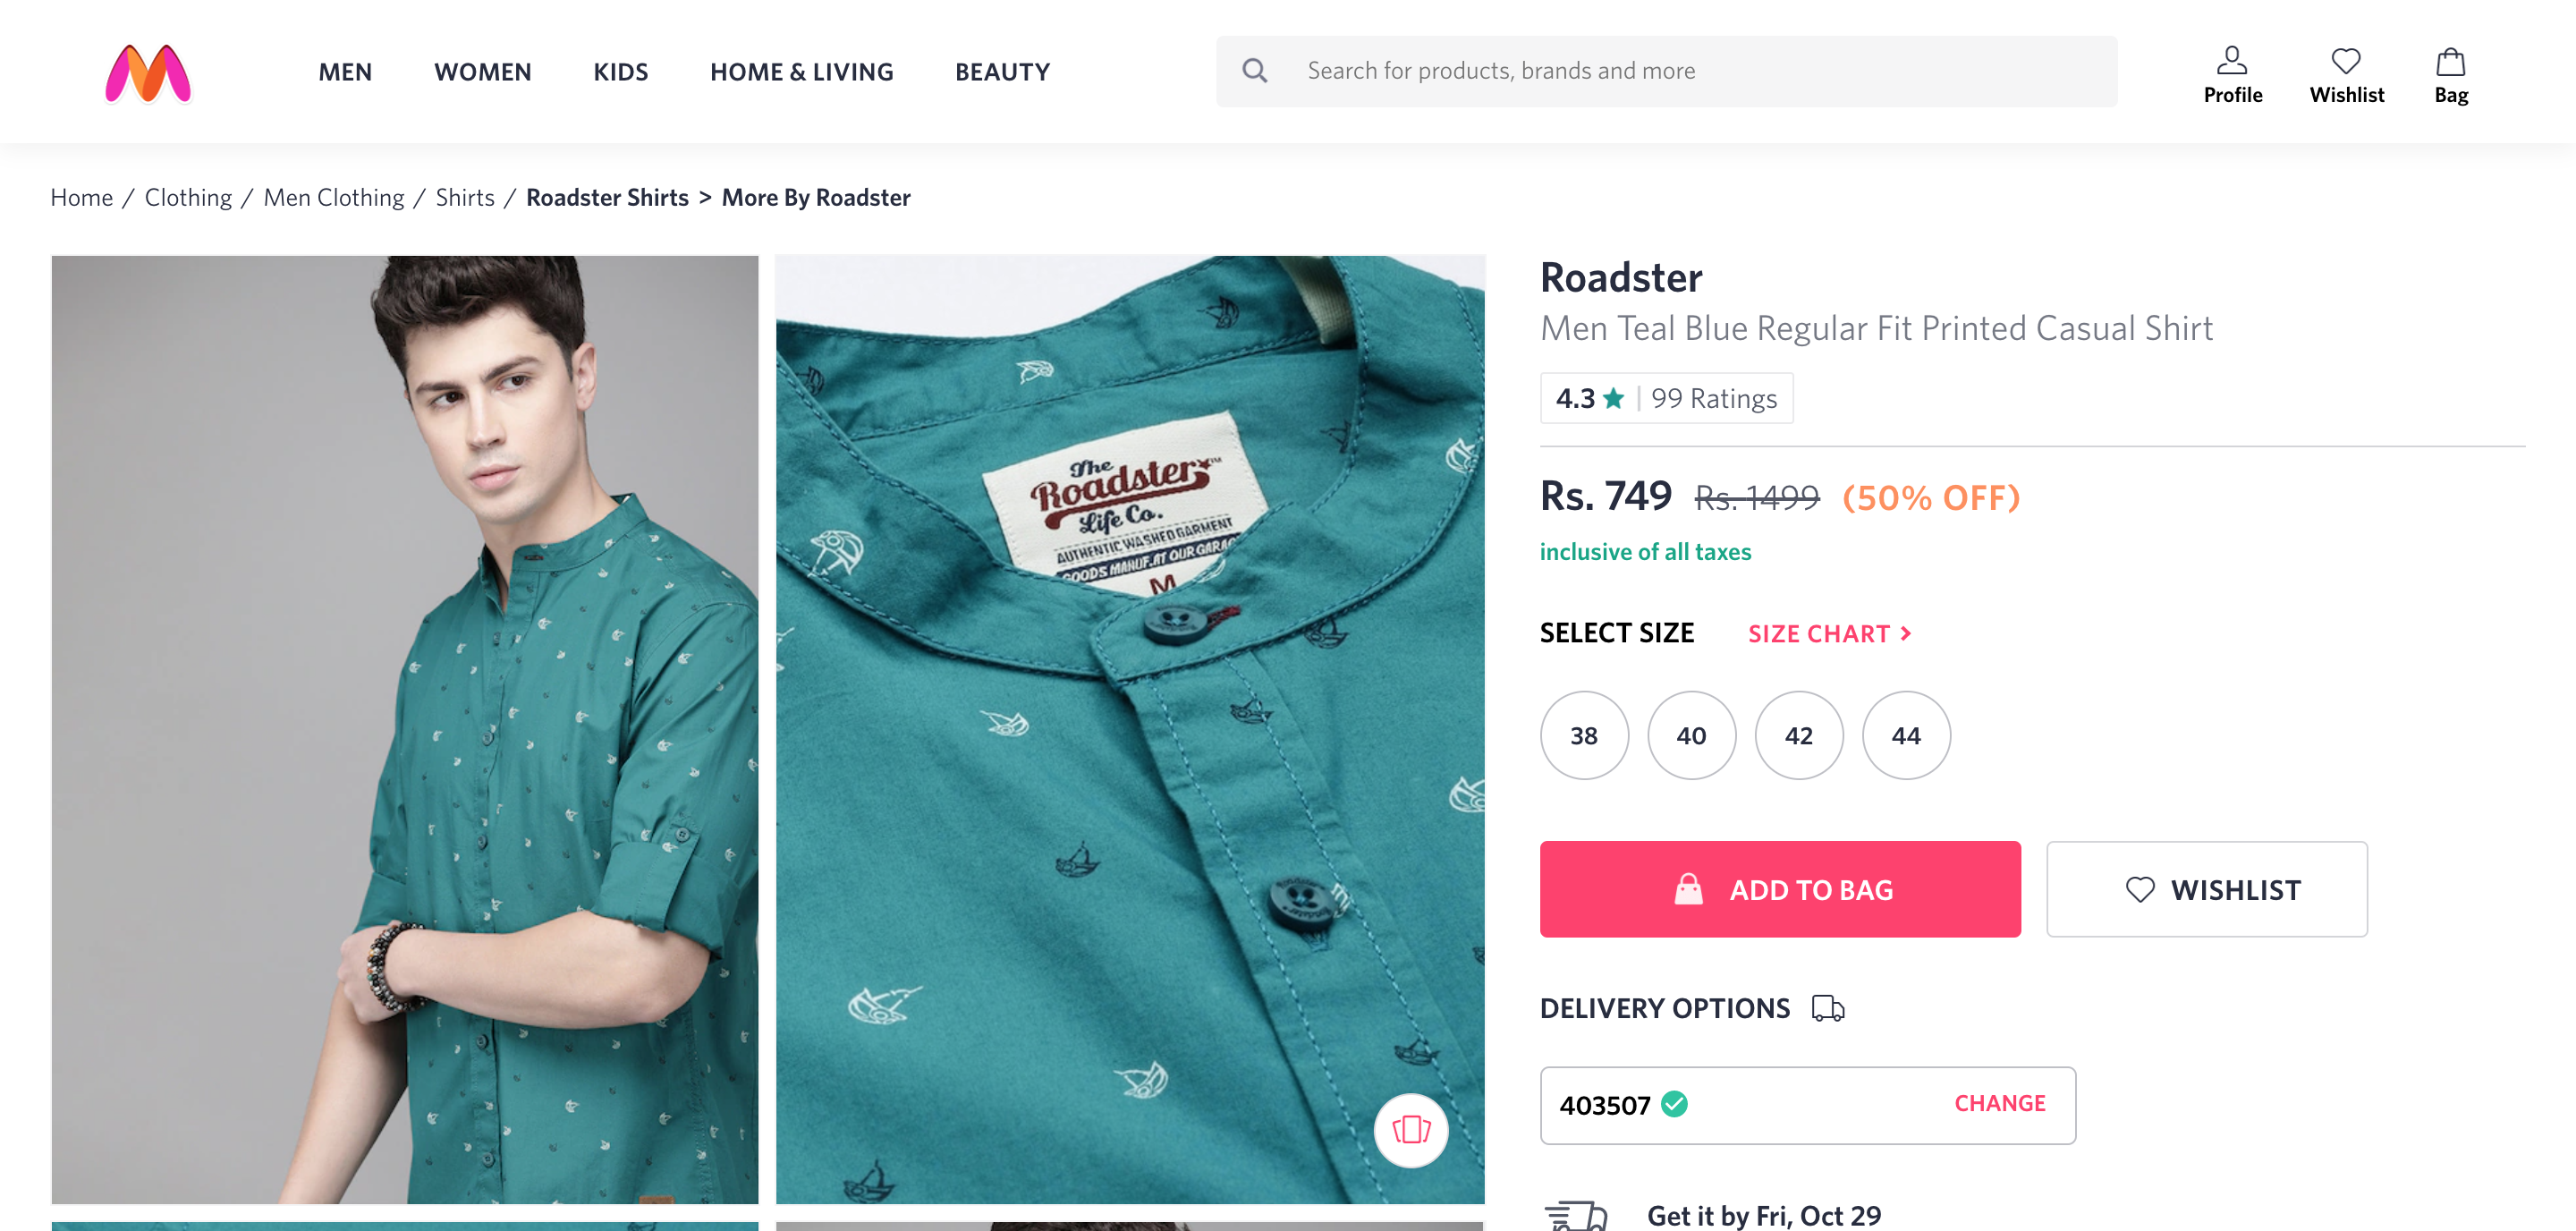 MEN WOMEN KIDS HOME & LIVING BEAUTY
Search for products, brands and more
Profile Wishlist Bag
Home / Clothing / Men Clothing / Shirts / Roadster Shirts > More By Roadster
The
Roadster™
Life Co.
AUTHENTIC WASHED GARMENT
GOODS MANUF. AT OUR
M
Roadster
Men Teal Blue Regular Fit Printed Casual Shirt
4.3 ★ | 99 Ratings
Rs. 749 Rs. 1499 (50% OFF)
inclusive of all taxes
SELECT SIZE SIZE CHART >
38 40 42 44
ADD TO BAG WISHLIST
DELIVERY OPTIONS
403507 CHANGE
Get it by Fri, Oct 29